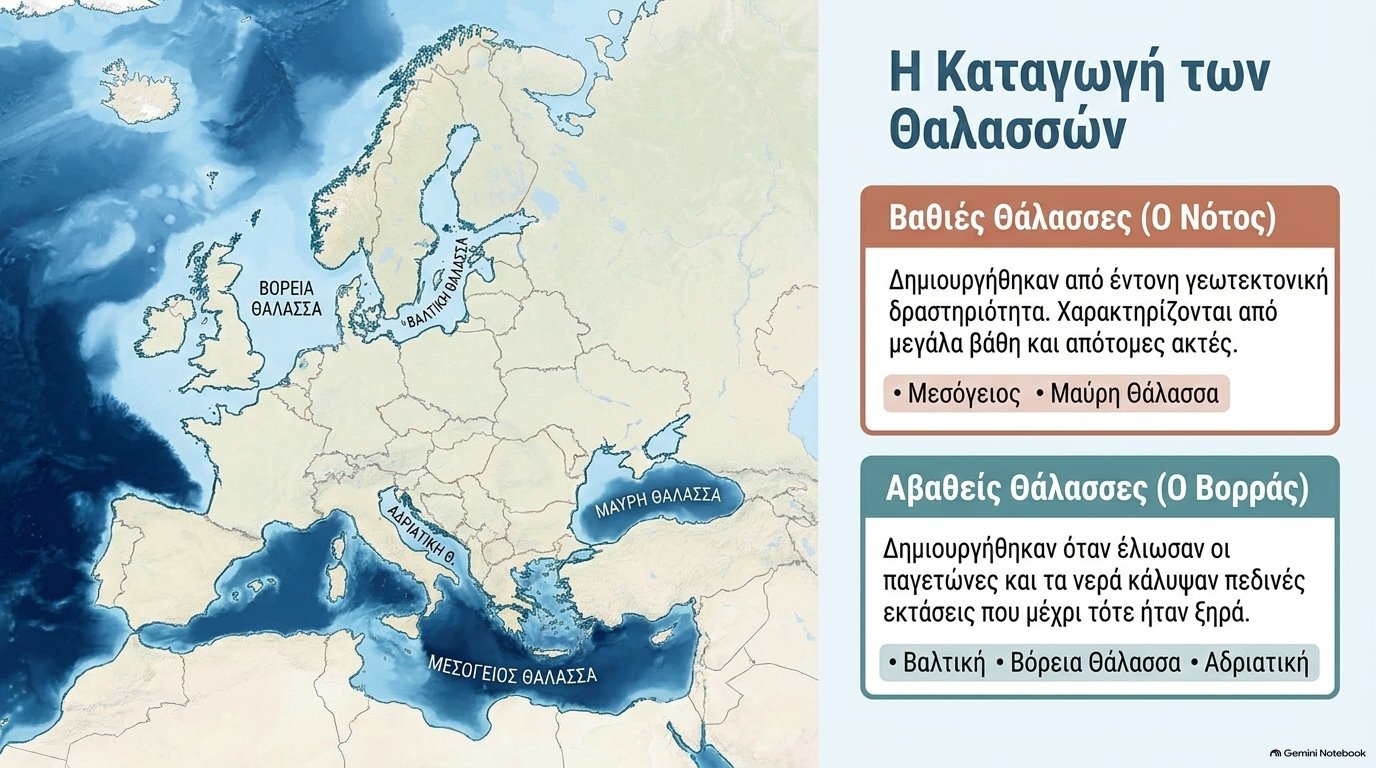 Η Καταγωγή των
Θαλασσών
Βαθιές Θάλασσες (Ο Νότος)
Δημιουργήθηκαν από έντονη γεωτεκτονική
δραστηριότητα. Χαρακτηρίζονται από
μεγάλα βάθη και απότομες ακτές.
• Μεσόγειος • Μαύρη Θάλασσα
Αβαθείς Θάλασσες (Ο Βορράς)
Δημιουργήθηκαν όταν έλιωσαν οι
παγετώνες και τα νερά κάλυψαν πεδινές
εκτάσεις που μέχρι τότε ήταν ξηρά.
• Βαλτική • Βόρεια Θάλασσα • Αδριατική
ΒΟΡΕΙΑ
ΘΑΛΑΣΣΑ
ΒΑΛΤΙΚΗ ΘΑΛΑΣΣΑ
ΜΑΥΡΗ ΘΑΛΑΣΣΑ
ΑΔΡΙΑΤΙΚΗ Θ.
ΜΕΣΟΓΕΙΟΣ ΘΑΛΑΣΣΑ
Gemini Notebook